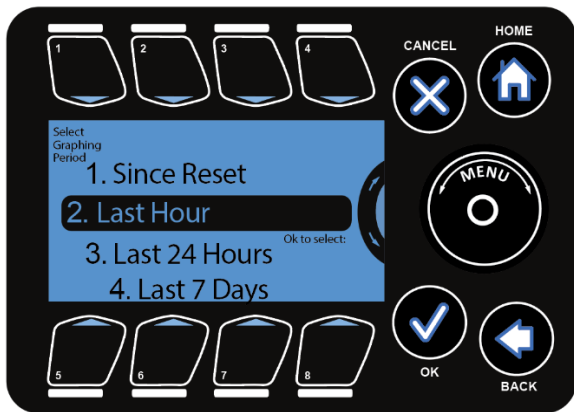 1
2
3
4
CANCEL
HOME
Select
Graphing
Period
1. Since Reset
2. Last Hour
Ok to select:
3. Last 24 Hours
4. Last 7 Days
MENU
5
6
7
8
OK
BACK